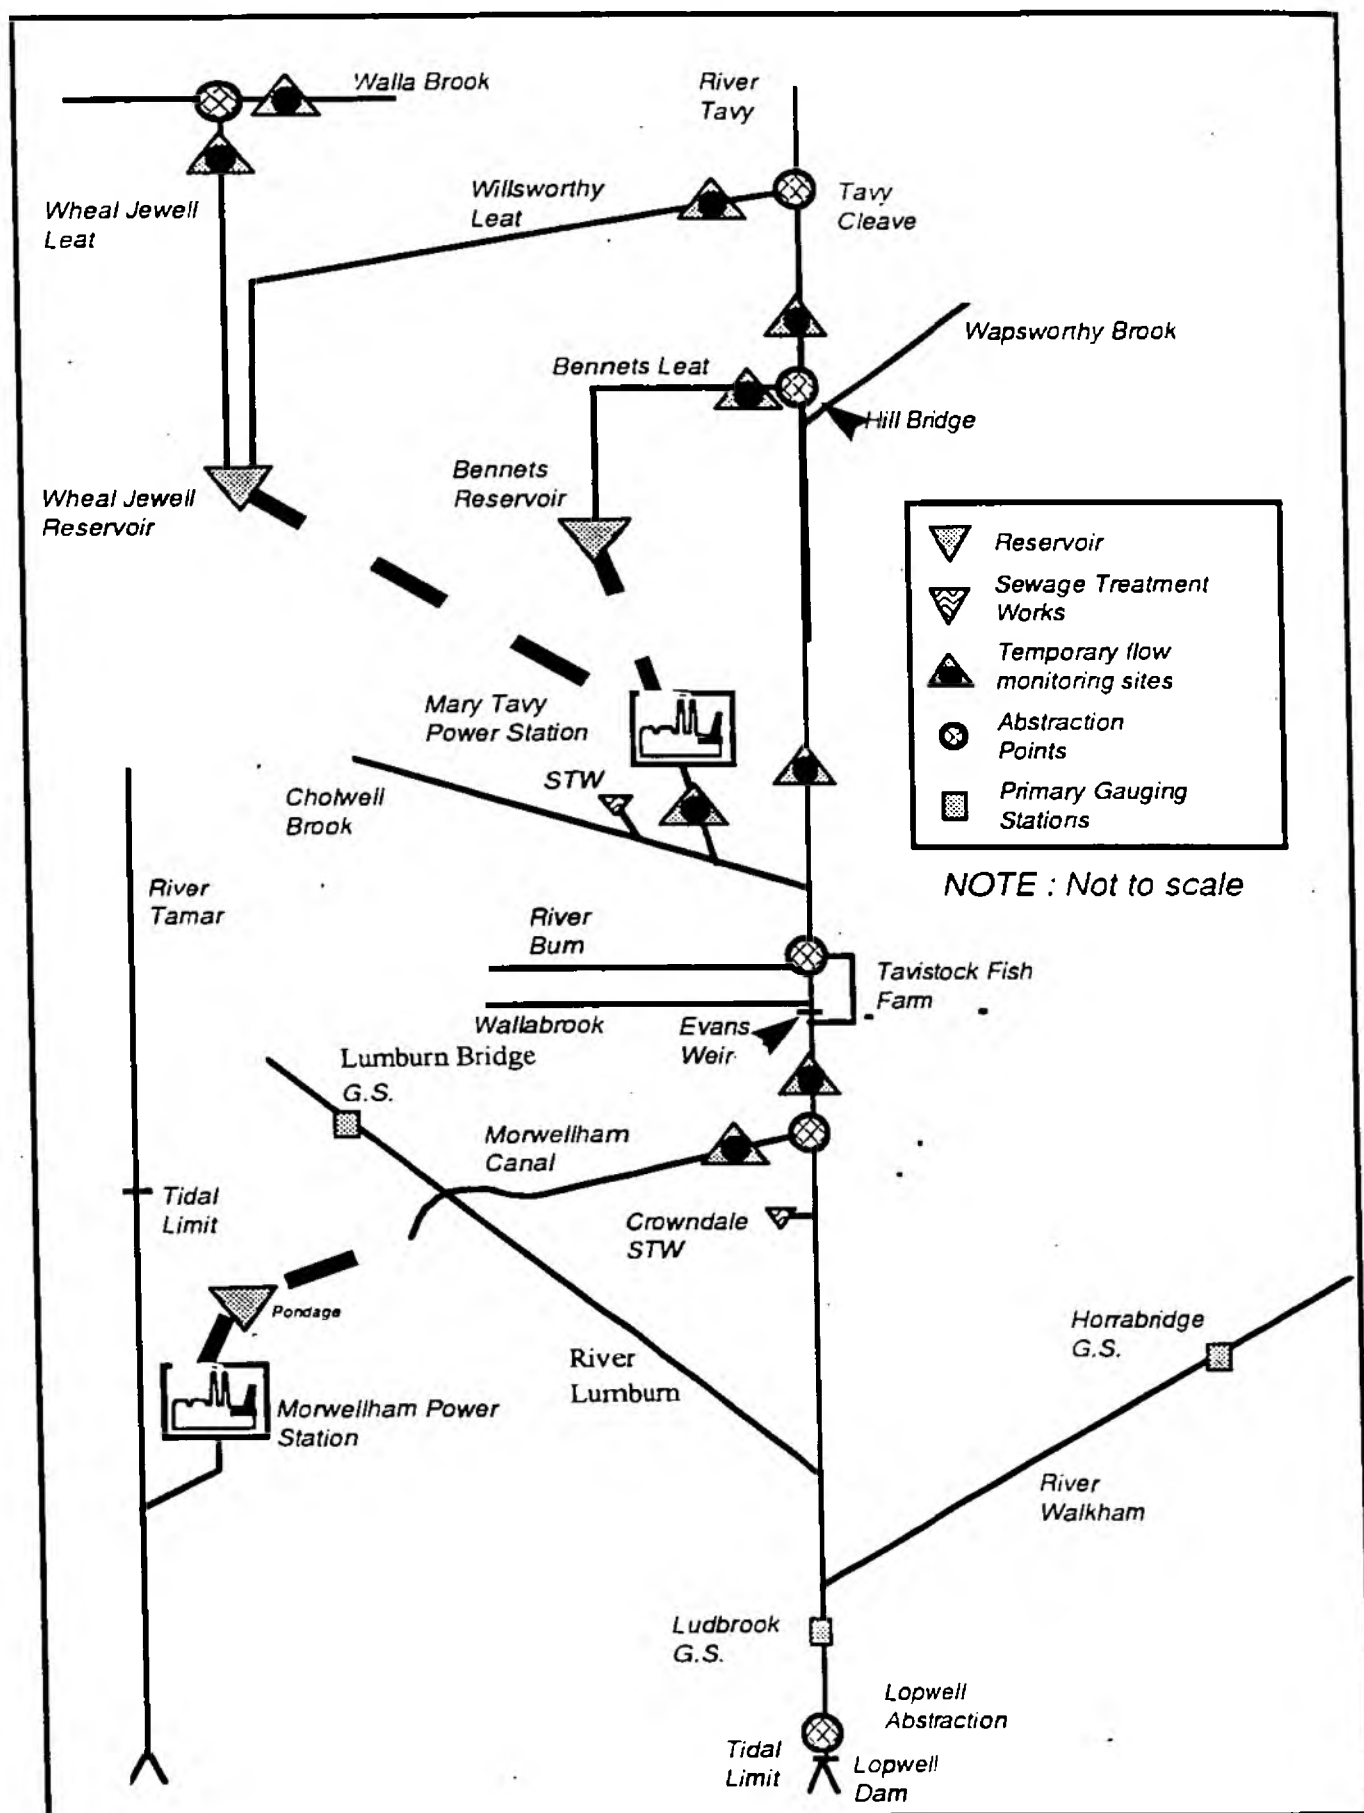 Walla Brook
River
Tavy
Wheal Jewell
Leat
Willsworthy
Leat
Tavy
Cleave
Wapsworthy Brook
Bennets Leat
Hill Bridge
Bennets
Reservoir
Wheal Jewell
Reservoir
Reservoir
Sewage Treatment
Works
Temporary flow
monitoring sites
Abstraction
Points
Primary Gauging
Stations
NOTE : Not to scale
Mary Tavy
Power Station
STW
Cholwell
Brook
River
Tamar
River
Burn
Tavistock Fish
Farm
Wallabrook
Evans
Weir
Lumburn Bridge
G.S.
Morwellham
Canal
Tidal
Limit
Crowndale
STW
Pondage
Horrabridge
G.S.
River
Lumburn
Morwellham Power
Station
River
Walkham
Ludbrook
G.S.
Lopwell
Abstraction
Tidal
Limit
Lopwell
Dam